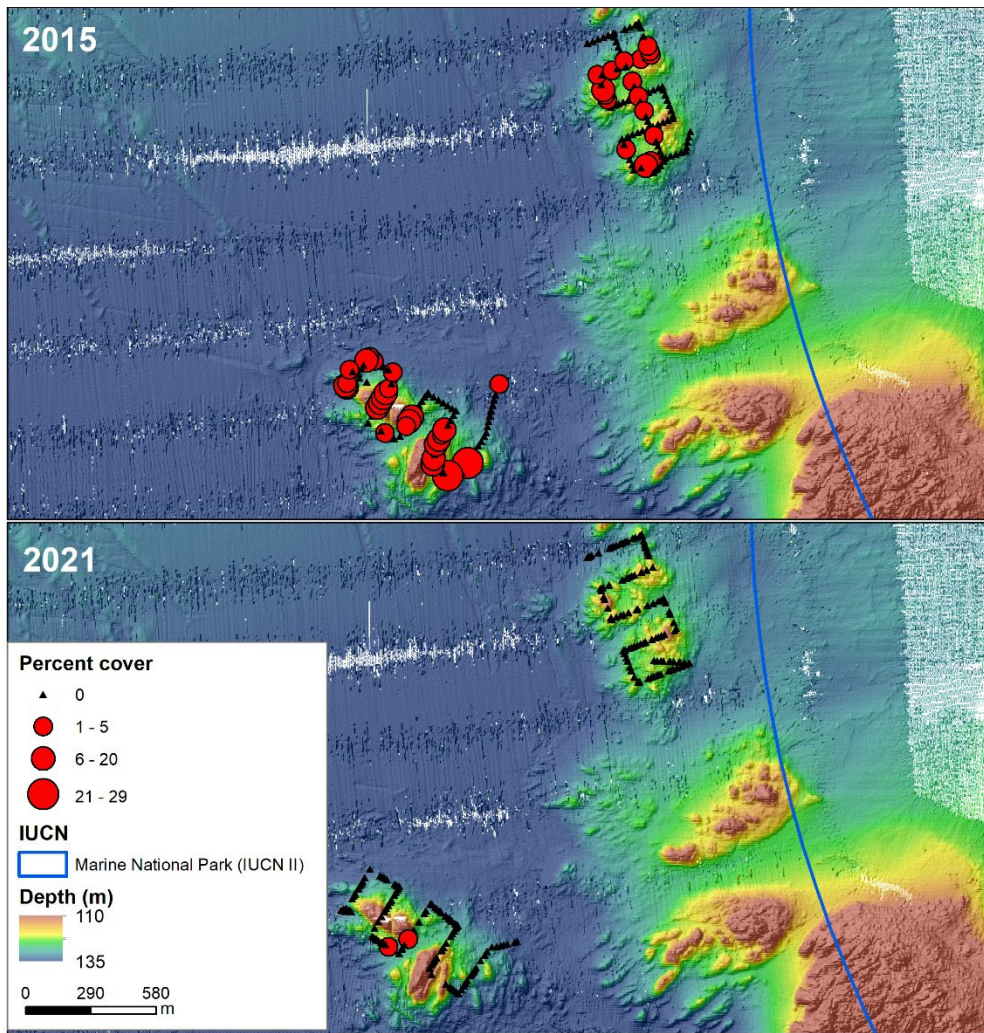 2015
2021
Percent cover
0
1 - 5
6 - 20
21 - 29
IUCN
Marine National Park (IUCN II)
Depth (m)
110
135
0 290 580
m